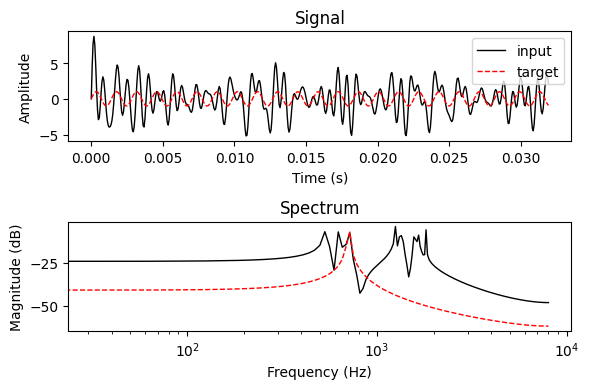 Signal
Amplitude
5
0
−5
input
target
0.000 0.005 0.010 0.015 0.020 0.025 0.030
Time (s)
Spectrum
Magnitude (dB)
−25
−50
10² 10³ 10⁴
Frequency (Hz)